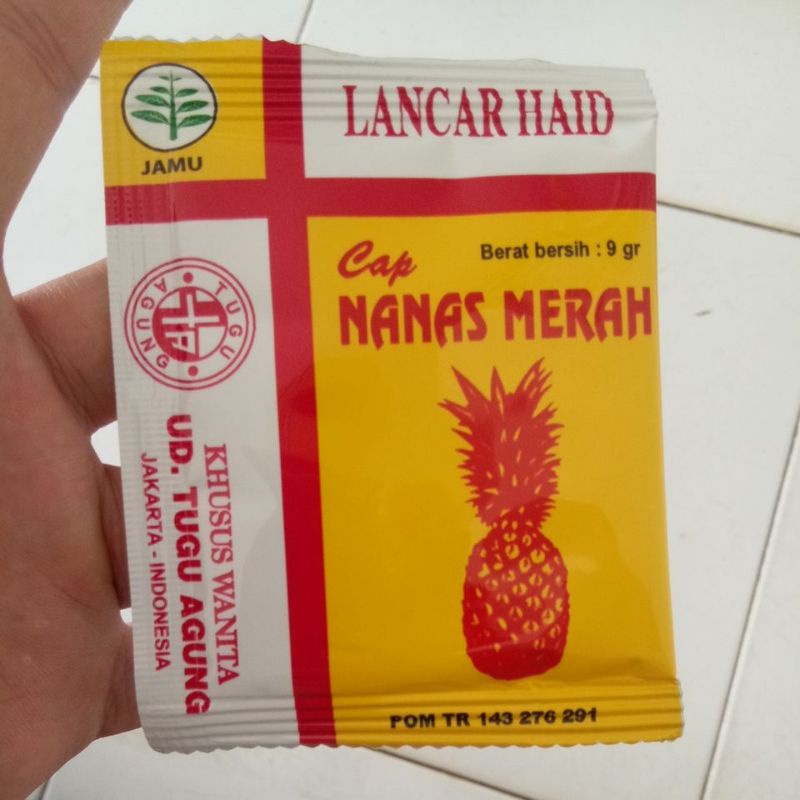 JAMU
LANCAR HAID
Cap
Berat bersih : 9 gr
NANAS MERAH
TUGU
AGUNG
KHUSUS WANITA
UD. TUGU AGUNG
JAKARTA - INDONESIA
POM TR 143 276 291